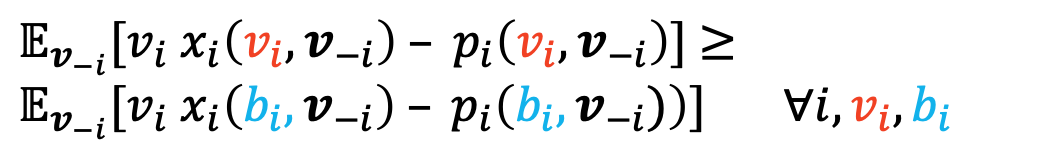 𝔼_{𝒗_{−i}}[v_i x_i(v_i, 𝒗_{−i}) − p_i(v_i, 𝒗_{−i})] ≥
𝔼_{𝒗_{−i}}[v_i x_i(b_i, 𝒗_{−i}) − p_i(b_i, 𝒗_{−i}))] ∀i, v_i, b_i